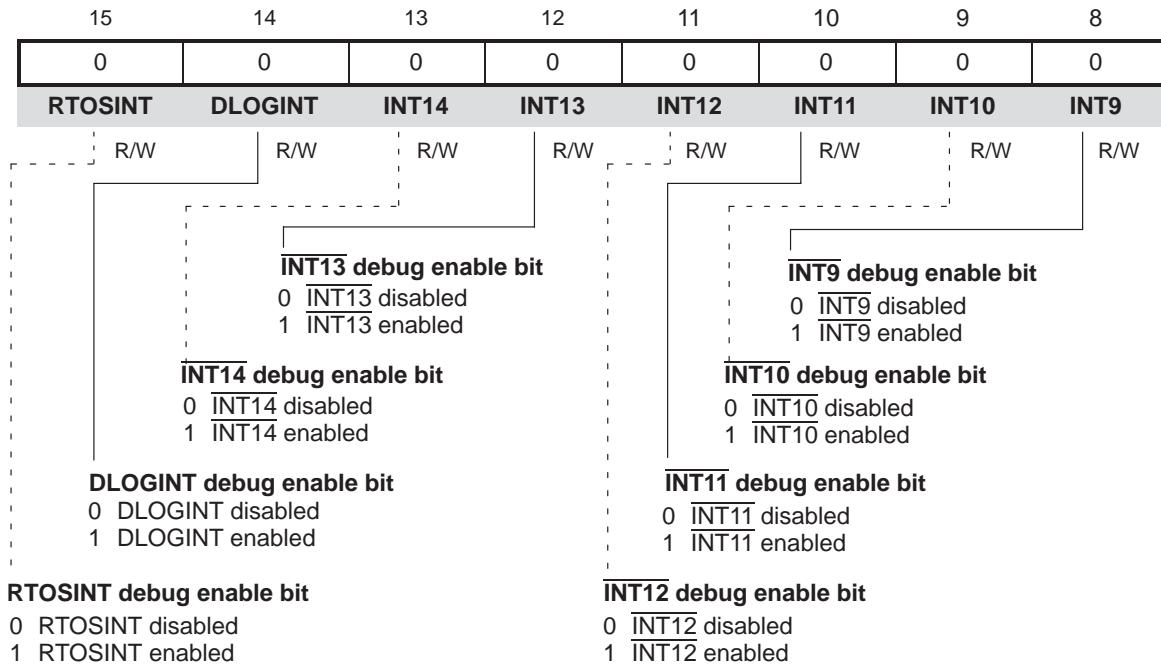 15 14 13 12 11 10 9 8
0 0 0 0 0 0 0 0
RTOSINT DLOGINT INT14 INT13 INT12 INT11 INT10 INT9
R/W R/W R/W R/W R/W R/W R/W R/W
INT13 debug enable bit
0 INT13 disabled
1 INT13 enabled
INT9 debug enable bit
0 INT9 disabled
1 INT9 enabled
INT14 debug enable bit
0 INT14 disabled
1 INT14 enabled
INT10 debug enable bit
0 INT10 disabled
1 INT10 enabled
DLOGINT debug enable bit
0 DLOGINT disabled
1 DLOGINT enabled
INT11 debug enable bit
0 INT11 disabled
1 INT11 enabled
RTOSINT debug enable bit
0 RTOSINT disabled
1 RTOSINT enabled
INT12 debug enable bit
0 INT12 disabled
1 INT12 enabled